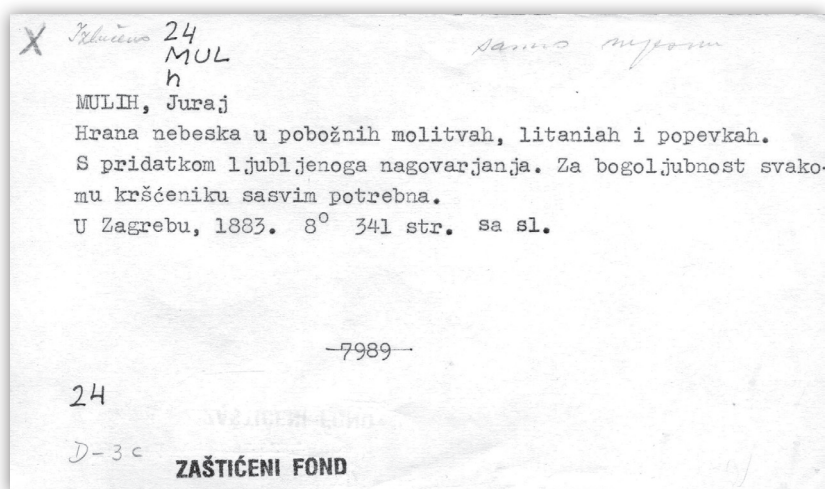 X Izlučeno 24
MUL
h
samo mjesni
MULIH, Juraj
Hrana nebeska u pobožnih molitvah, litaniah i popevkah.
S pridatkom ljubljenoga nagovarjanja. Za bogoljubnost svako-
mu kršćeniku sasvim potrebna.
U Zagrebu, 1883. 8° 341 str. sa sl.
-7989-
24
D-3c
ZAŠTIĆENI FOND